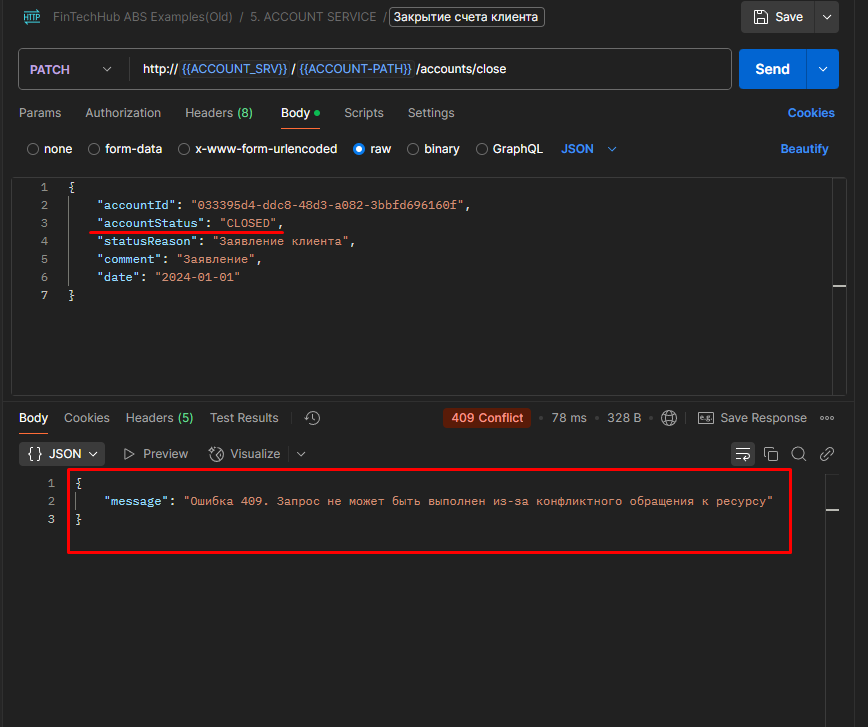 HTTP FinTechHub ABS Examples(Old) / 5. ACCOUNT SERVICE / Закрытие счета клиента Save
PATCH http:// {{ACCOUNT_SRV}} / {{ACCOUNT-PATH}} /accounts/close Send
Params Authorization Headers (8) Body Scripts Settings Cookies
none form-data x-www-form-urlencoded raw binary GraphQL JSON Beautify
1 {
2 "accountId": "033395d4-ddc8-48d3-a082-3bbfd696160f",
3 "accountStatus": "CLOSED",
4 "statusReason": "Заявление клиента",
5 "comment": "Заявление",
6 "date": "2024-01-01"
7 }
Body Cookies Headers (5) Test Results 409 Conflict • 78 ms • 328 B • e.g. Save Response
{} JSON Preview Visualize
1 {
2 "message": "Ошибка 409. Запрос не может быть выполнен из-за конфликтного обращения к ресурсу"
3 }